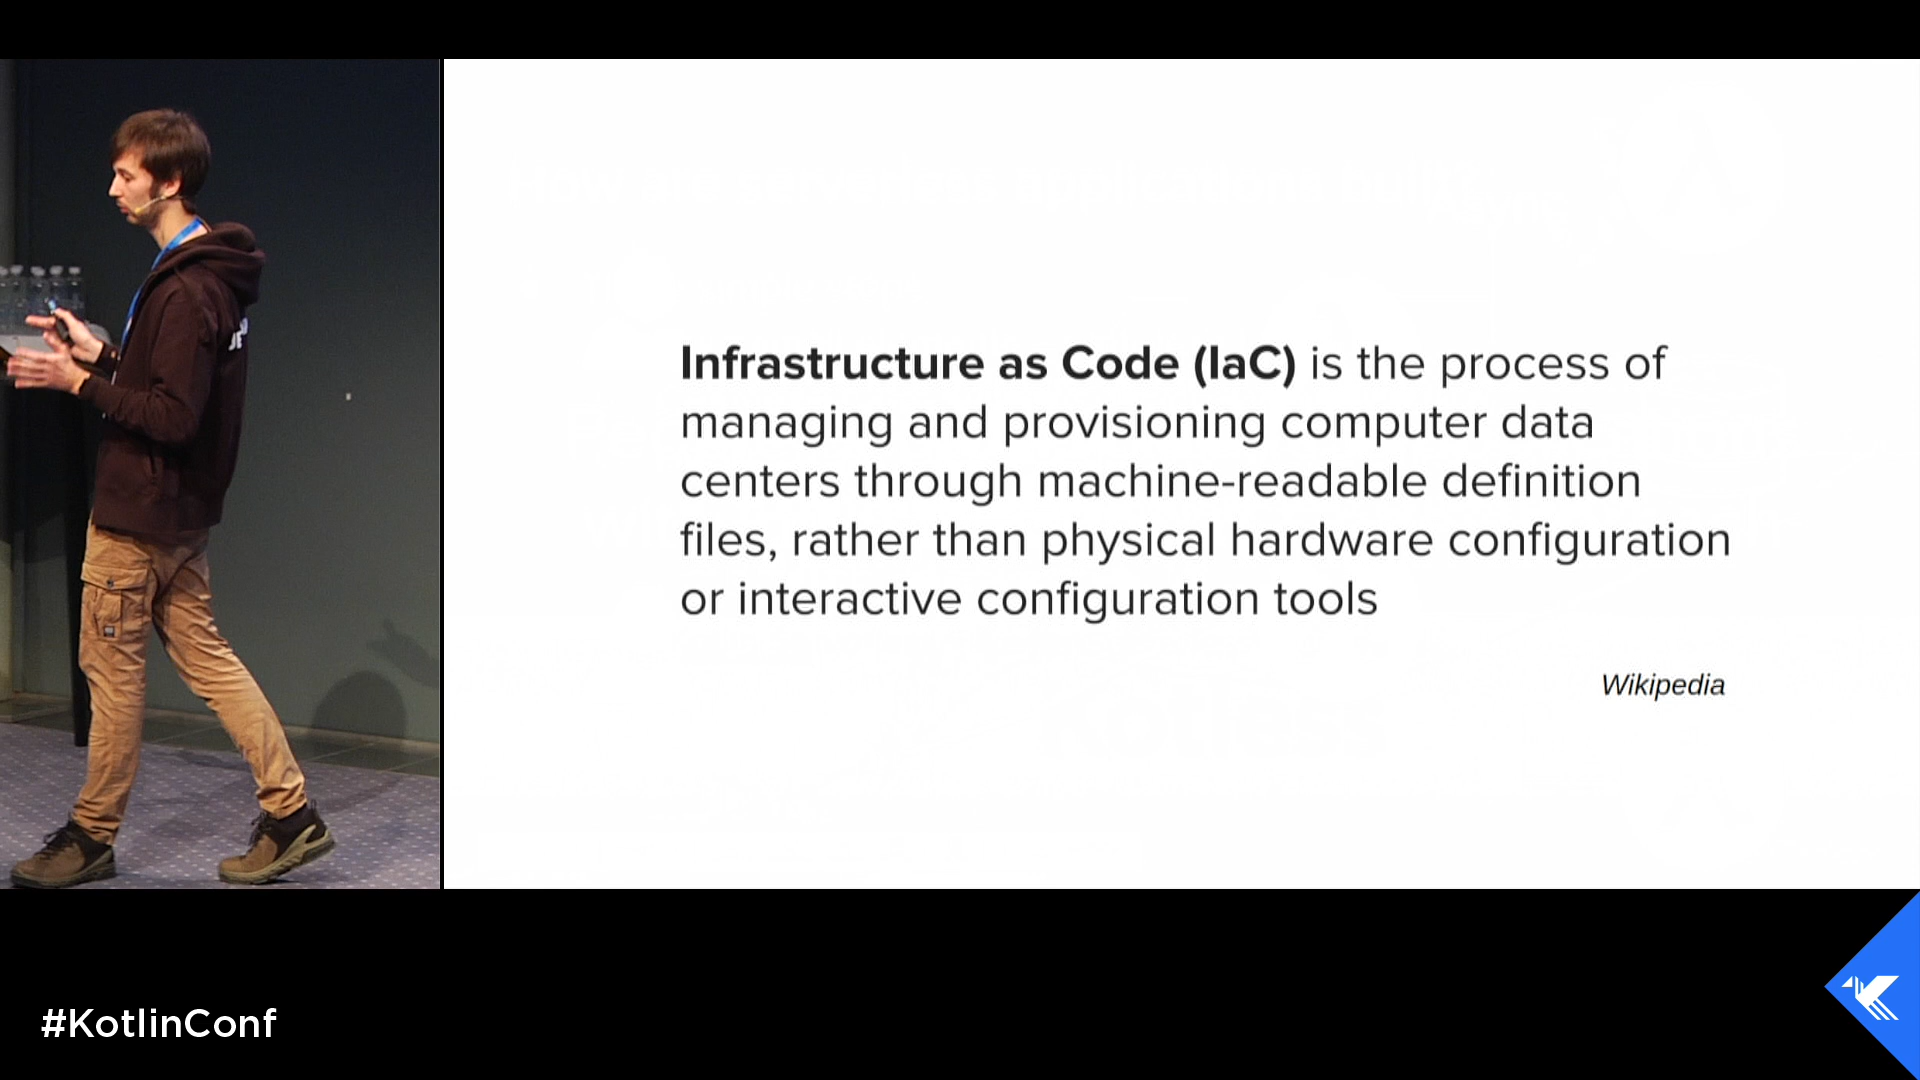 Infrastructure as Code (IaC) is the process of
managing and provisioning computer data
centers through machine-readable definition
files, rather than physical hardware configuration
or interactive configuration tools
Wikipedia
#KotlinConf